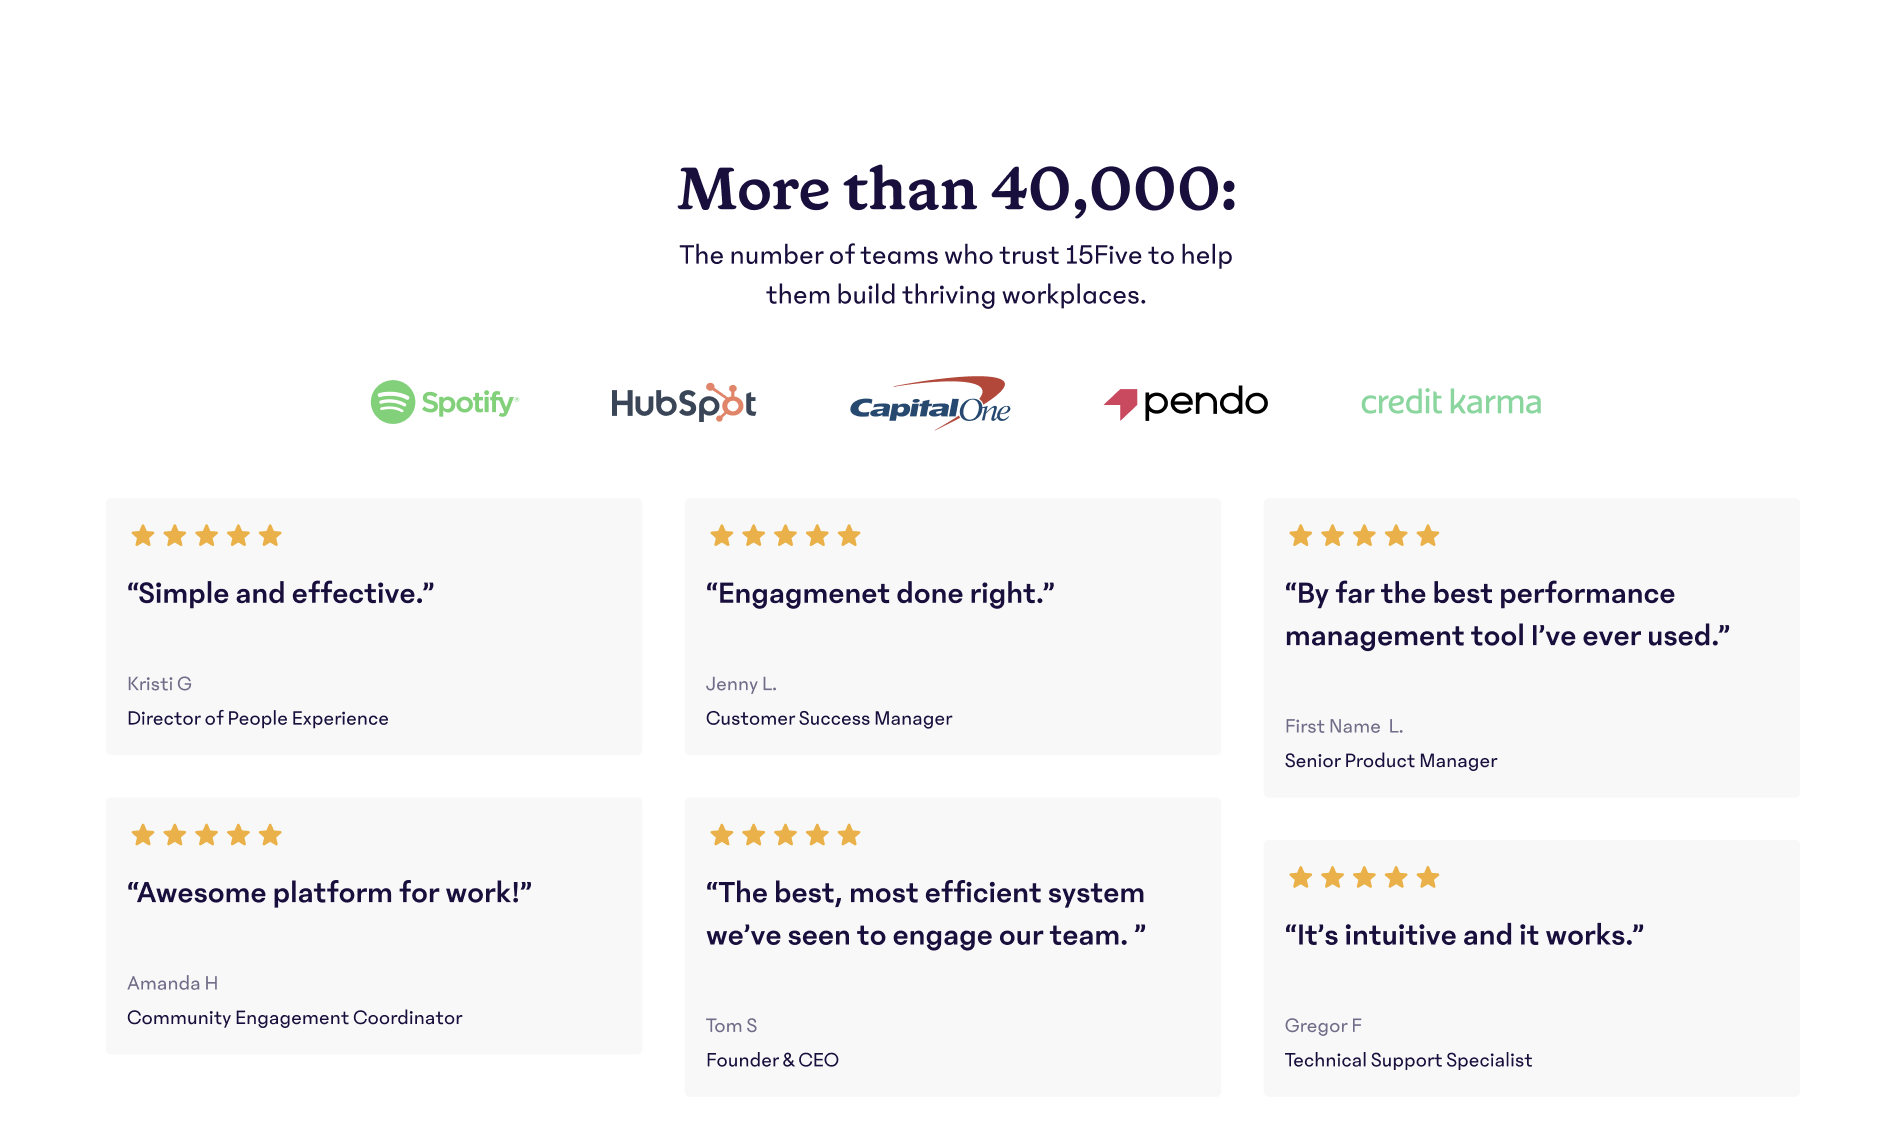 More than 40,000:
The number of teams who trust 15Five to help
them build thriving workplaces.
Spotify®
HubSpot
CapitalOne
pendo
credit karma
“Simple and effective.”
Kristi G
Director of People Experience
“Engagmenet done right.”
Jenny L.
Customer Success Manager
“By far the best performance
management tool I’ve ever used.”
First Name L.
Senior Product Manager
“Awesome platform for work!”
Amanda H
Community Engagement Coordinator
“The best, most efficient system
we’ve seen to engage our team. ”
Tom S
Founder & CEO
“It’s intuitive and it works.”
Gregor F
Technical Support Specialist